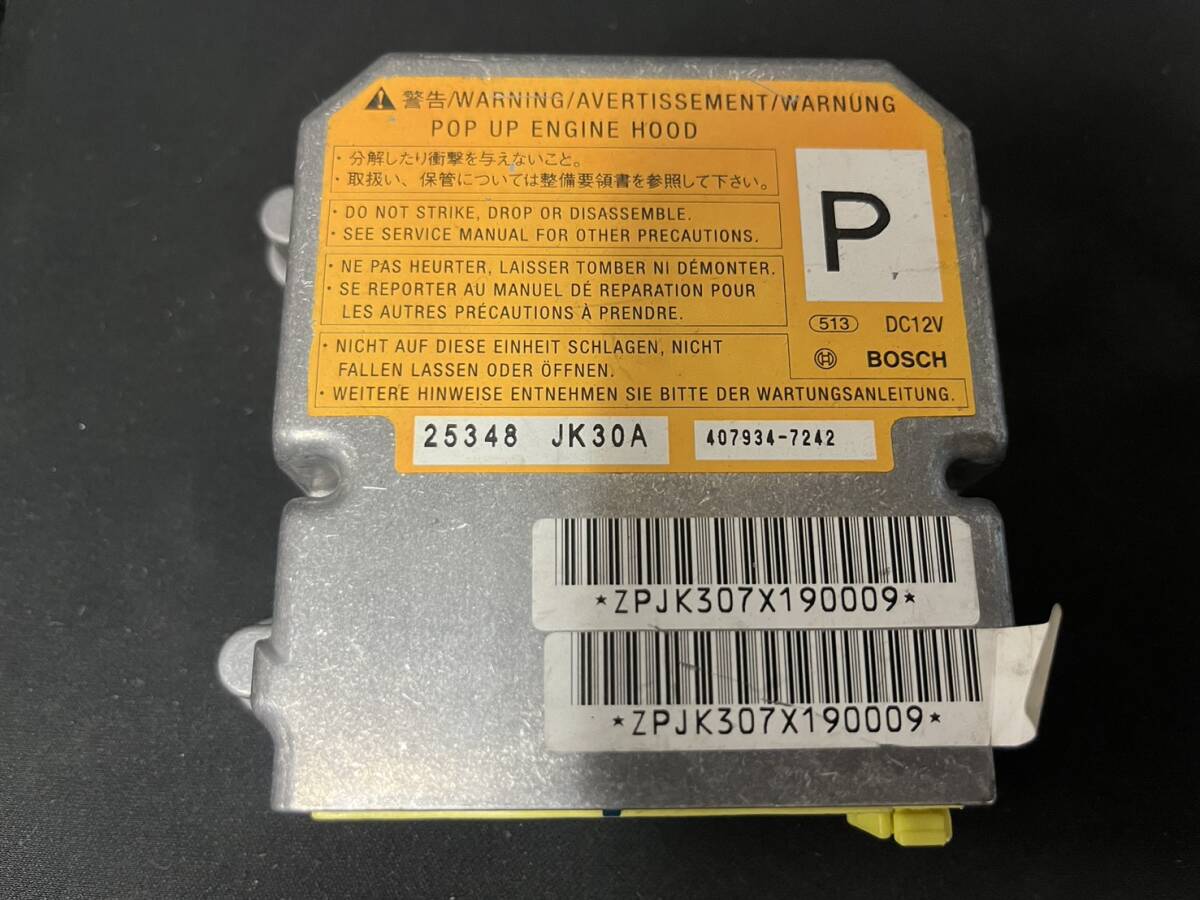 警告/WARNING/AVERTISSEMENT/WARNUNG
POP UP ENGINE HOOD
・分解したり衝撃を与えないこと。
・取扱い、保管については整備要領書を参照して下さい。
・DO NOT STRIKE, DROP OR DISASSEMBLE.
・SEE SERVICE MANUAL FOR OTHER PRECAUTIONS.
・NE PAS HEURTER, LAISSER TOMBER NI DÉMONTER.
・SE REPORTER AU MANUEL DÉ REPARATION POUR
LES AUTRES PRÉCAUTIONS À PRENDRE.
・NICHT AUF DIESE EINHEIT SCHLAGEN, NICHT
FALLEN LASSEN ODER ÖFFNEN.
・WEITERE HINWEISE ENTNEHMEN SIE BITTE DER WARTUNGSANLEITUNG.
P
513 DC12V
BOSCH
25348 JK30A
407934-7242
*ZPJK307X190009*
*ZPJK307X190009*